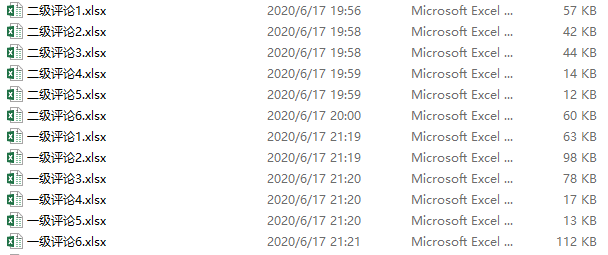 二级评论1.xlsx 2020/6/17 19:56 Microsoft Excel ... 57 KB
二级评论2.xlsx 2020/6/17 19:58 Microsoft Excel ... 42 KB
二级评论3.xlsx 2020/6/17 19:58 Microsoft Excel ... 44 KB
二级评论4.xlsx 2020/6/17 19:59 Microsoft Excel ... 14 KB
二级评论5.xlsx 2020/6/17 19:59 Microsoft Excel ... 12 KB
二级评论6.xlsx 2020/6/17 20:00 Microsoft Excel ... 60 KB
一级评论1.xlsx 2020/6/17 21:19 Microsoft Excel ... 63 KB
一级评论2.xlsx 2020/6/17 21:19 Microsoft Excel ... 98 KB
一级评论3.xlsx 2020/6/17 21:20 Microsoft Excel ... 78 KB
一级评论4.xlsx 2020/6/17 21:20 Microsoft Excel ... 17 KB
一级评论5.xlsx 2020/6/17 21:20 Microsoft Excel ... 13 KB
一级评论6.xlsx 2020/6/17 21:21 Microsoft Excel ... 112 KB